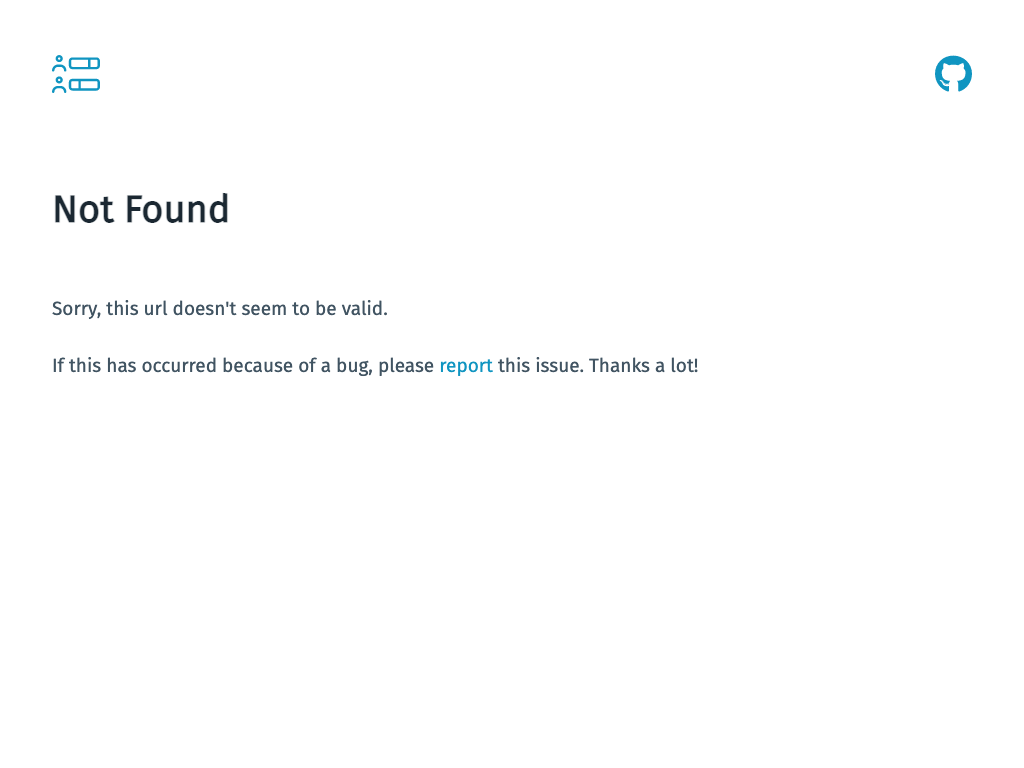 Not Found
Sorry, this url doesn't seem to be valid.
If this has occurred because of a bug, please report this issue. Thanks a lot!